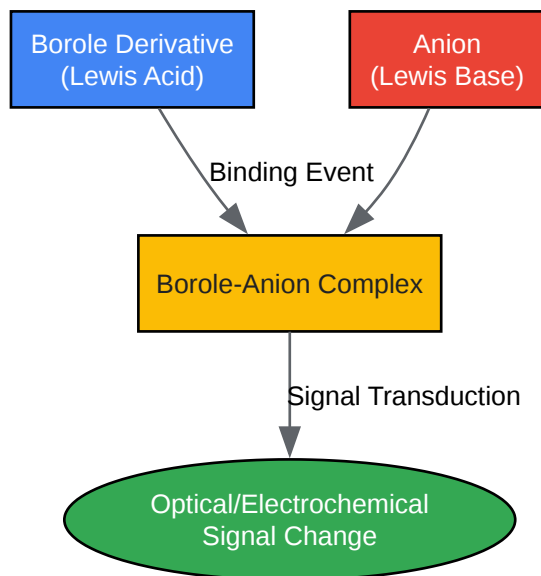 Borole Derivative
(Lewis Acid)
Anion
(Lewis Base)
Binding Event
Borole-Anion Complex
Signal Transduction
Optical/Electrochemical
Signal Change